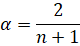 α = 2 / (n + 1)